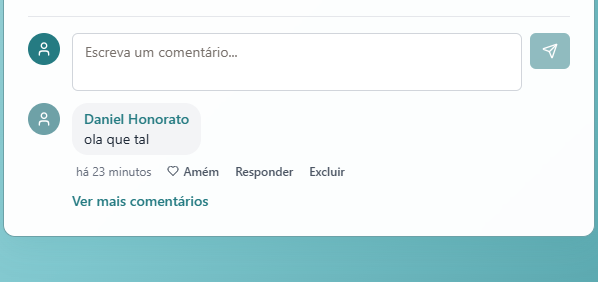 Escreva um comentário...
Daniel Honorato
ola que tal
há 23 minutos Amém Responder Excluir
Ver mais comentários